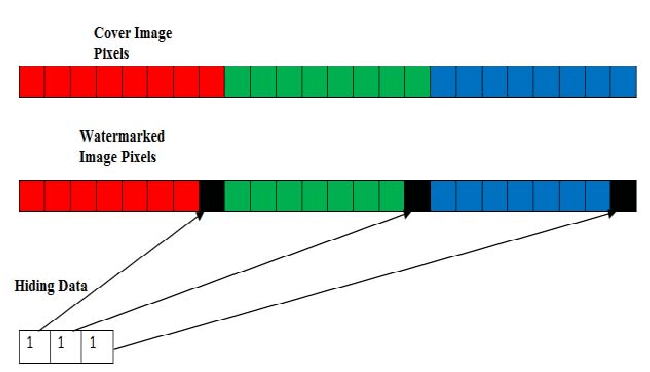 Cover Image
Pixels
Watermarked
Image Pixels
Hiding Data
1 1 1